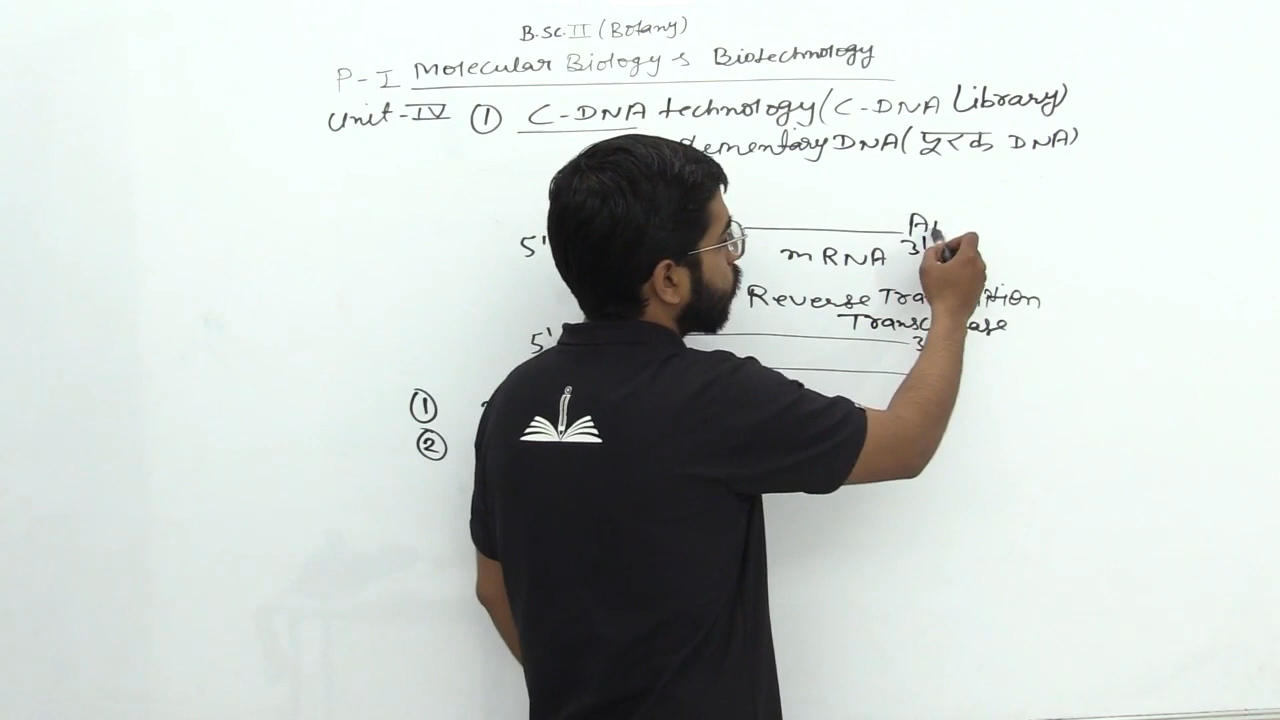 B.Sc.II (Botany)
P-I Molecular Biology & Biotechnology
Unit-IV ① C-DNA technology (C-DNA Library)
lementary DNA (पूरक DNA)
5' A
mRNA 3'
Reverse
5' 3
①
②